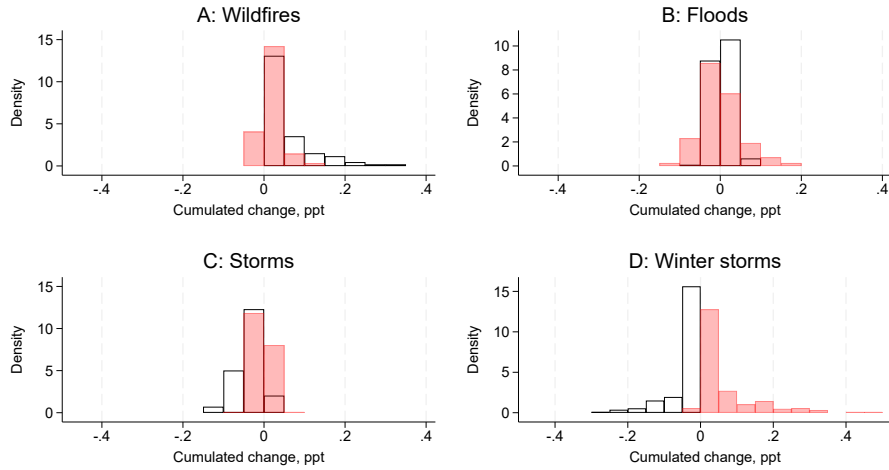 A: Wildfires
15
10
5
0
Density
-.4 -.2 0 .2 .4
Cumulated change, ppt
B: Floods
10
8
6
4
2
0
Density
-.4 -.2 0 .2 .4
Cumulated change, ppt
C: Storms
15
10
5
0
Density
-.4 -.2 0 .2 .4
Cumulated change, ppt
D: Winter storms
15
10
5
0
Density
-.4 -.2 0 .2 .4
Cumulated change, ppt